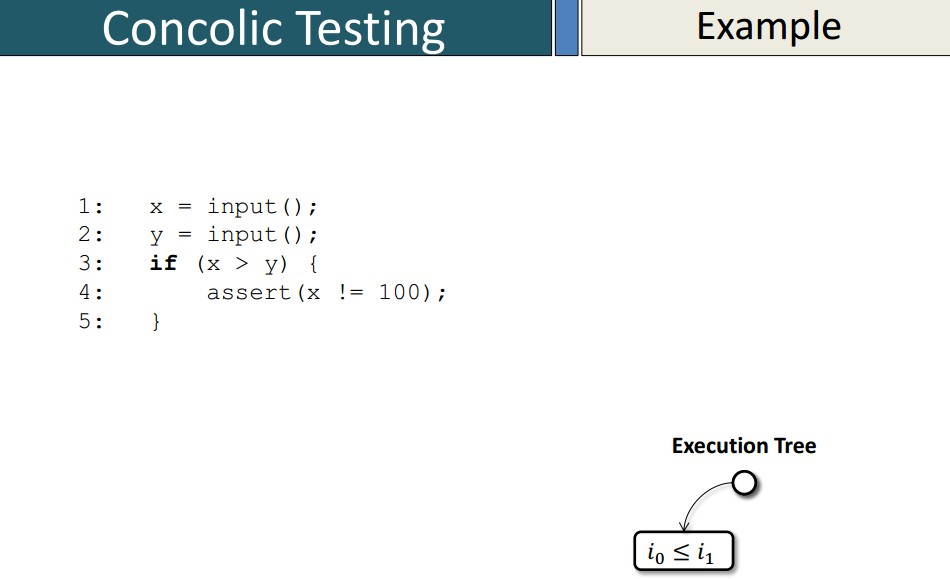 Concolic Testing
Example
1: x = input();
2: y = input();
3: if (x > y) {
4: assert(x != 100);
5: }
Execution Tree
i₀ ≤ i₁